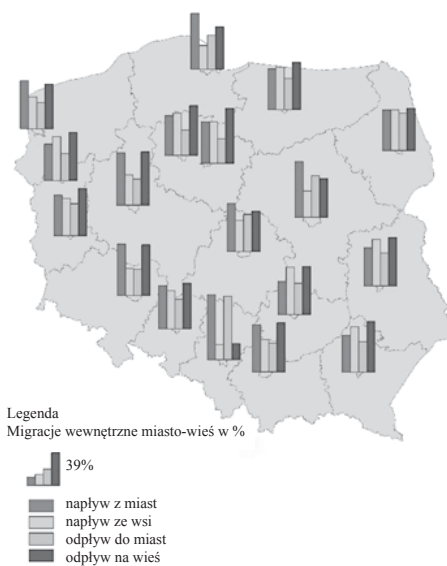 Legenda
Migracje wewnętrzne miasto-wieś w %
39%
napływ z miast
napływ ze wsi
odpływ do miast
odpływ na wieś